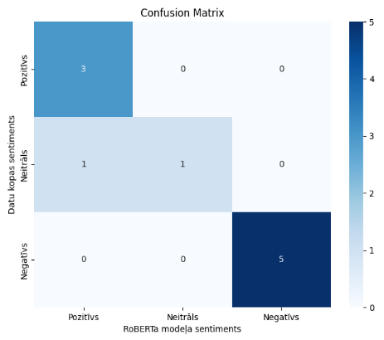 Confusion Matrix
Datu kopas sentiments
Pozitīvs
3 0 0
Neitrāls
1 1 0
Negatīvs
0 0 5
Pozitīvs Neitrāls Negatīvs
RoBERTa modeļa sentiments
5
4
3
2
1
0